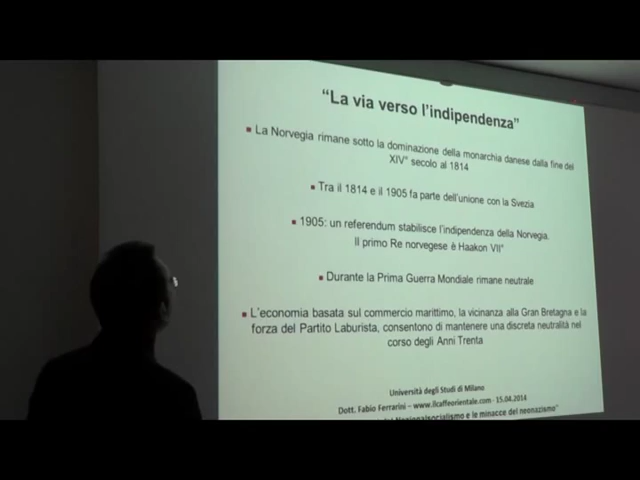 “La via verso l'indipendenza”
▪ La Norvegia rimane sotto la dominazione della monarchia danese dalla fine del
XIV° secolo al 1814
▪ Tra il 1814 e il 1905 fa parte dell'unione con la Svezia
▪ 1905: un referendum stabilisce l'indipendenza della Norvegia.
Il primo Re norvegese è Haakon VII°
▪ Durante la Prima Guerra Mondiale rimane neutrale
▪ L'economia basata sul commercio marittimo, la vicinanza alla Gran Bretagna e la
forza del Partito Laburista, consentono di mantenere una discreta neutralità nel
corso degli Anni Trenta
Università degli Studi di Milano
Dott. Fabio Ferrarini – www.ilcaffeorientale.com - 15.04.2014
Nazionalsocialismo e le minacce del neonazismo”